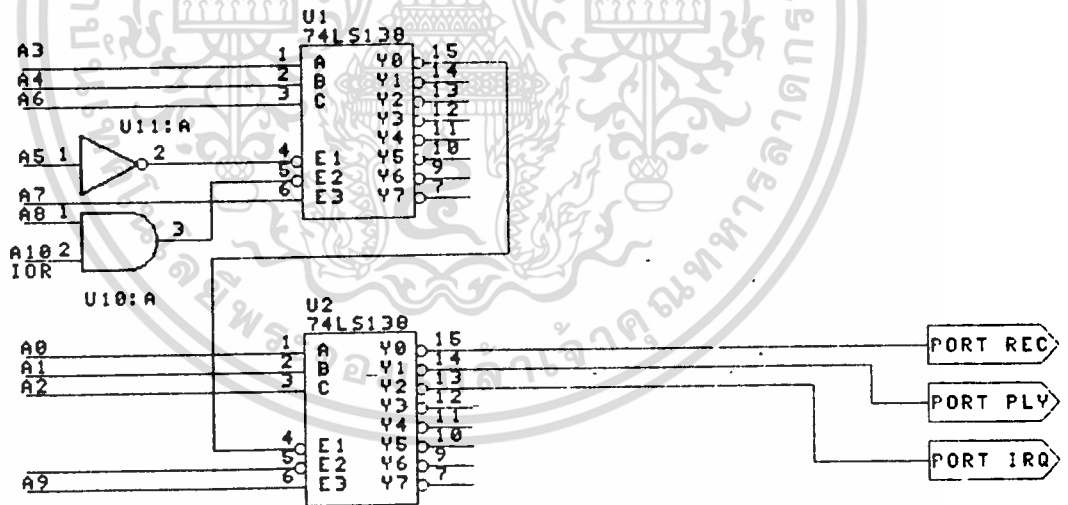 U1
74LS138
A3 1 A Y0 15
A4 2 B Y1 14
A6 3 C Y2 13
Y3 12
U11:A
Y4 11
A5 1 2 4 E1 Y5 10
5 E2 Y6 9
A7 6 E3 Y7 7
A8 1
3
A10 2
IOR
U10:A
U2
74LS138
A0 1 A Y0 15 PORT REC
A1 2 B Y1 14
A2 3 C Y2 13
Y3 12 PORT PLY
Y4 11
4 E1 Y5 10
5 E2 Y6 9 PORT IRQ
A9 6 E3 Y7 7